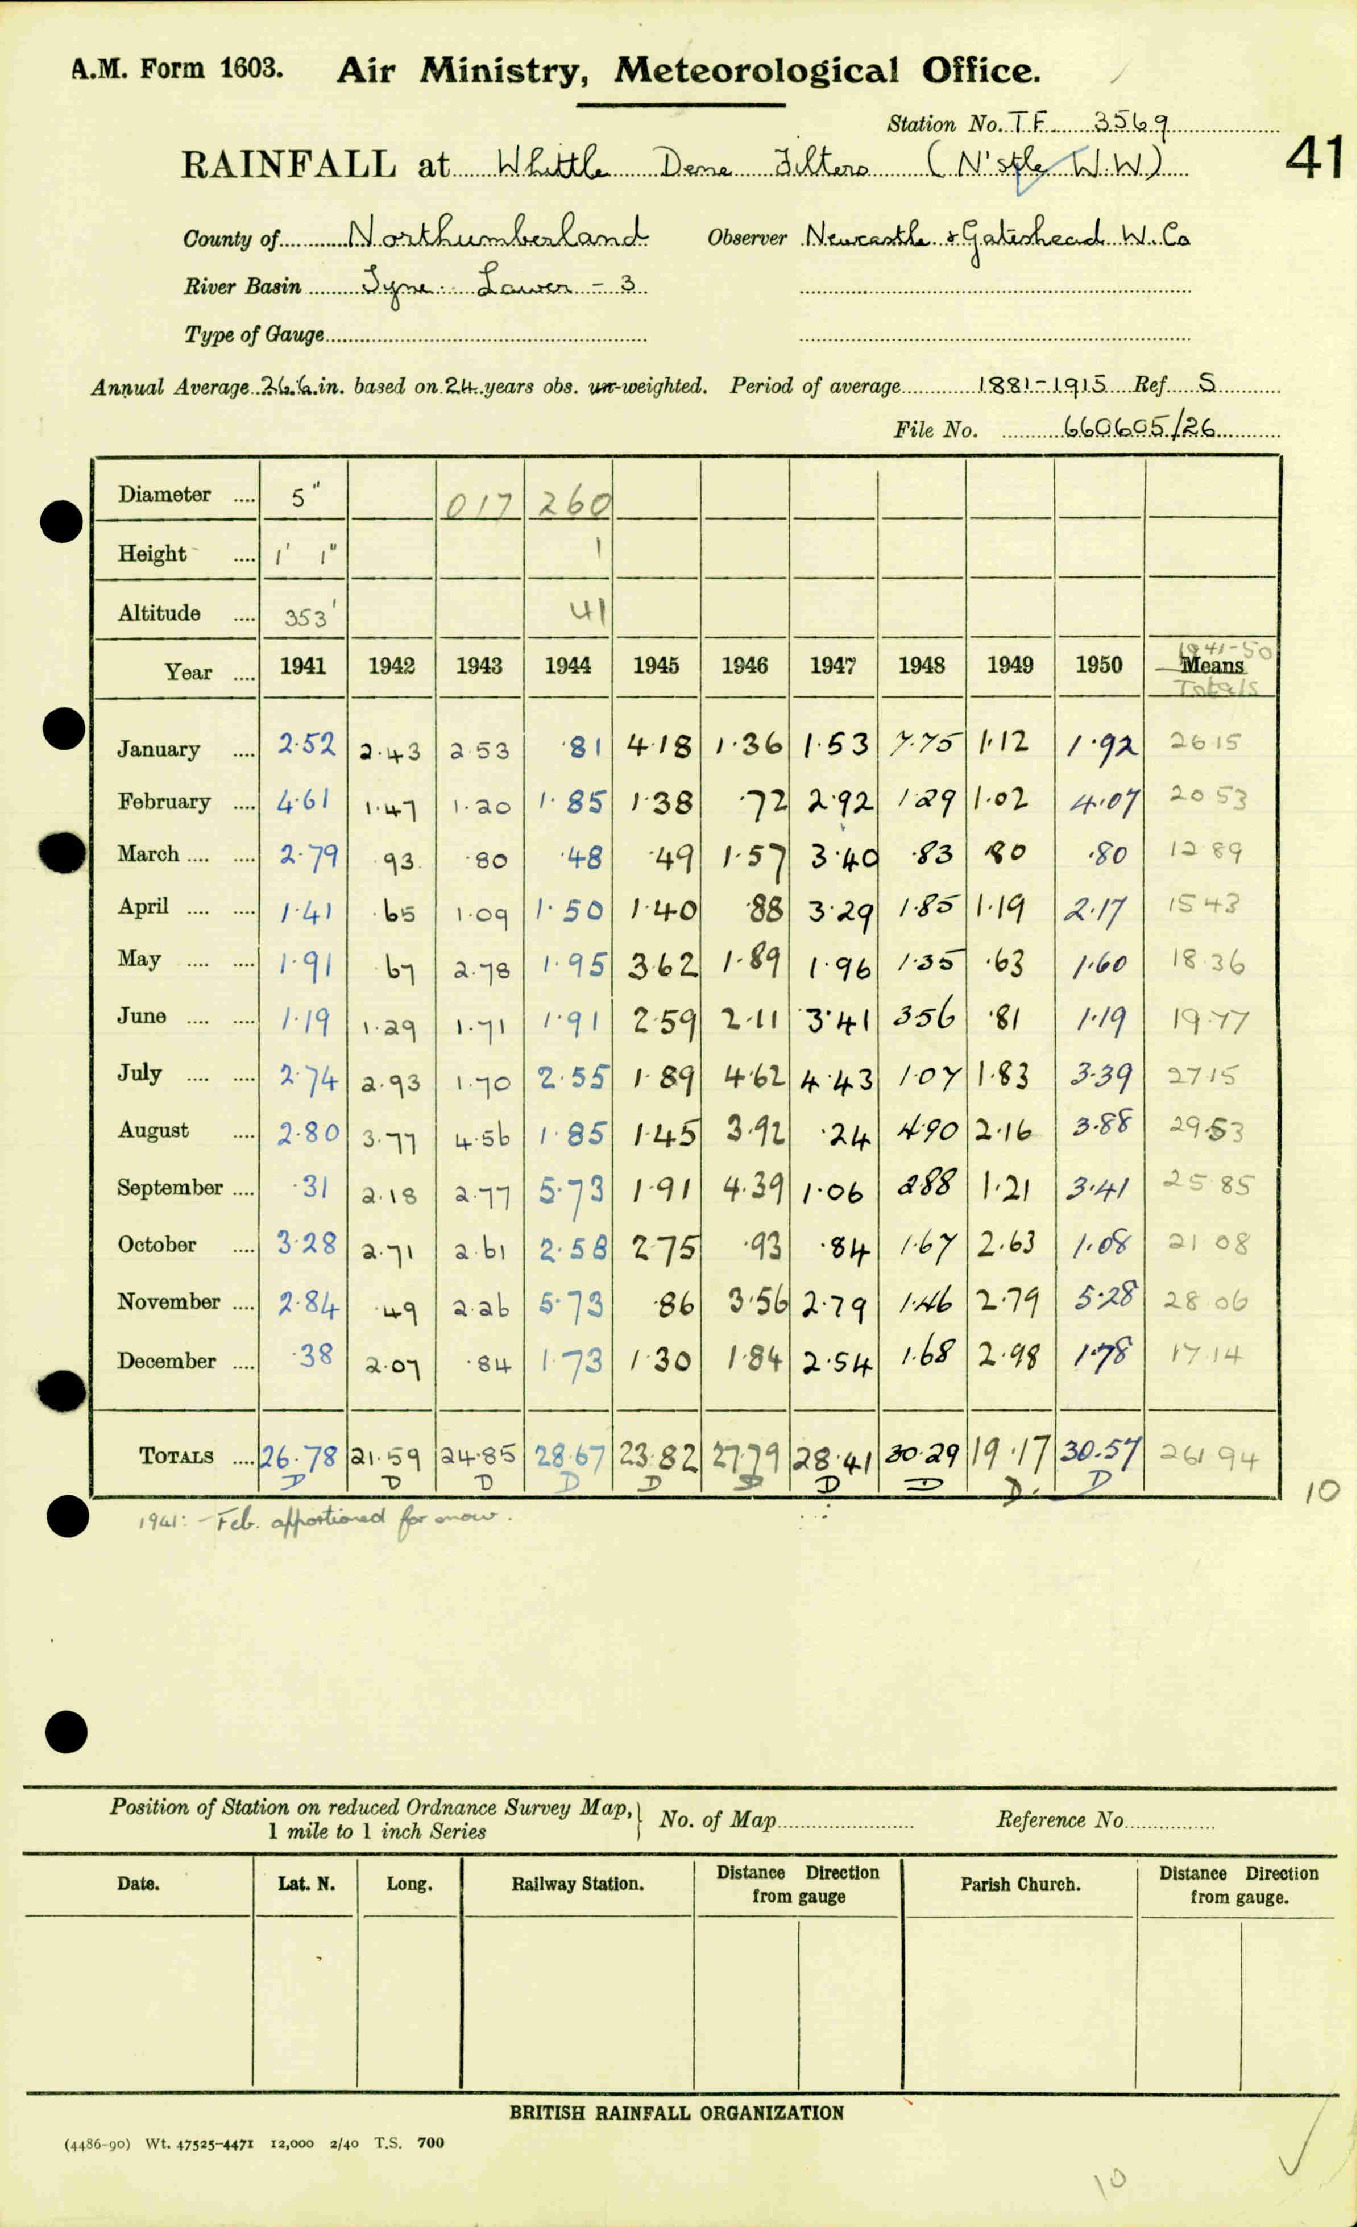 A.M. Form 1603. Air Ministry, Meteorological Office.
Station No. T.F. 3569
RAINFALL at Whittle Dene Filters (N'stle W.W) 41
County of Northumberland Observer Newcastle & Gateshead W. Co
River Basin Tyne Lower - 3
Type of Gauge
Annual Average 26.6 in. based on 24 years obs. un-weighted. Period of average 1881-1915 Ref S
File No. 660605/26
Diameter .... 5" 017 260
Height .... 1' 1" 1
Altitude .... 353' 41
Year .... 1941 1942 1943 1944 1945 1946 1947 1948 1949 1950 1941-50 Means Totals
January .... 2.52 2.43 2.53 .81 4.18 1.36 1.53 7.75 1.12 1.92 26 15
February .... 4.61 1.47 1.20 1.85 1.38 .72 2.92 1.29 1.02 4.07 20 53
March .... .... 2.79 .93 .80 .48 .49 1.57 3.40 .83 .80 .80 12 89
April .... .... 1.41 .65 1.09 1.50 1.40 .88 3.29 1.85 1.19 2.17 15 43
May .... .... 1.91 .67 2.78 1.95 3.62 1.89 1.96 1.35 .63 1.60 18.36
June .... .... 1.19 1.29 1.71 1.91 2.59 2.11 3.41 3.56 .81 1.19 19.77
July .... .... 2.74 2.93 1.70 2.55 1.89 4.62 4.43 1.07 1.83 3.39 27 15
August .... 2.80 3.77 4.56 1.85 1.45 3.92 .24 4.90 2.16 3.88 29.53
September .... .31 2.18 2.77 5.73 1.91 4.39 1.06 2.88 1.21 3.41 25 85
October .... 3.28 2.71 2.61 2.58 2.75 .93 .84 1.67 2.63 1.08 21 08
November .... 2.84 .49 2.26 5.73 .86 3.56 2.79 1.46 2.79 5.28 28 06
December .... .38 2.07 .84 1.73 1.30 1.84 2.54 1.68 2.98 1.78 17.14
TOTALS .... 26.78 21.59 24.85 28.67 23.82 27.79 28.41 30.29 19.17 30.57 261 94
D D D D D D D D D. D 10
1941: - Feb. apportioned for snow.
Position of Station on reduced Ordnance Survey Map, } No. of Map Reference No.
1 mile to 1 inch Series
Date. Lat. N. Long. Railway Station. Distance Direction from gauge Parish Church. Distance Direction from gauge.
BRITISH RAINFALL ORGANIZATION
(4486-90) Wt. 47525-4471 12,000 2/40 T.S. 700
10